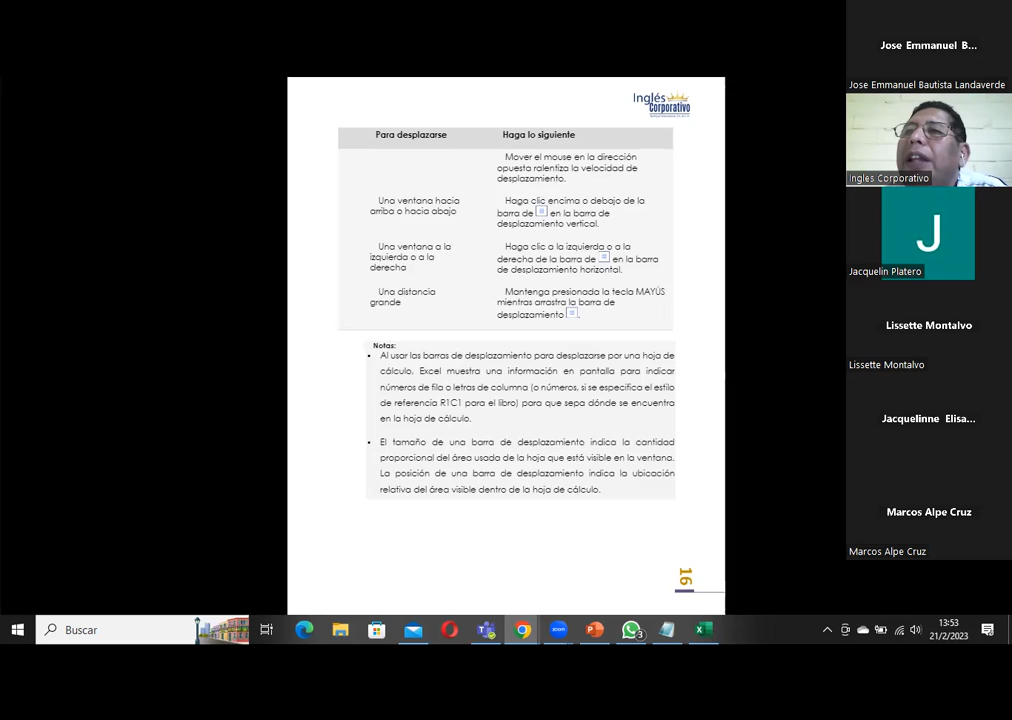 Inglés
Corporativo
Para desplazarse Haga lo siguiente
Mover el mouse en la dirección
opuesta ralentiza la velocidad de
desplazamiento.
Una ventana hacia
arriba o hacia abajo
Haga clic encima o debajo de la
barra de en la barra de
desplazamiento vertical.
Una ventana a la
izquierda o a la
derecha
Haga clic a la izquierda o a la
derecha de la barra de en la barra
de desplazamiento horizontal.
Una distancia
grande
Mantenga presionada la tecla MAYÚS
mientras arrastra la barra de
desplazamiento .
Notas:
• Al usar las barras de desplazamiento para desplazarse por una hoja de
cálculo, Excel muestra una información en pantalla para indicar
números de fila o letras de columna (o números, si se especifica el estilo
de referencia R1C1 para el libro) para que sepa dónde se encuentra
en la hoja de cálculo.
• El tamaño de una barra de desplazamiento indica la cantidad
proporcional del área usada de la hoja que está visible en la ventana.
La posición de una barra de desplazamiento indica la ubicación
relativa del área visible dentro de la hoja de cálculo.
16
Jose Emmanuel B...
Jose Emmanuel Bautista Landaverde
Ingles Corporativo
J
Jacquelin Platero
Lissette Montalvo
Lissette Montalvo
Jacquelinne Elisa...
Marcos Alpe Cruz
Marcos Alpe Cruz
Buscar
zoom
3
13:53
21/2/2023